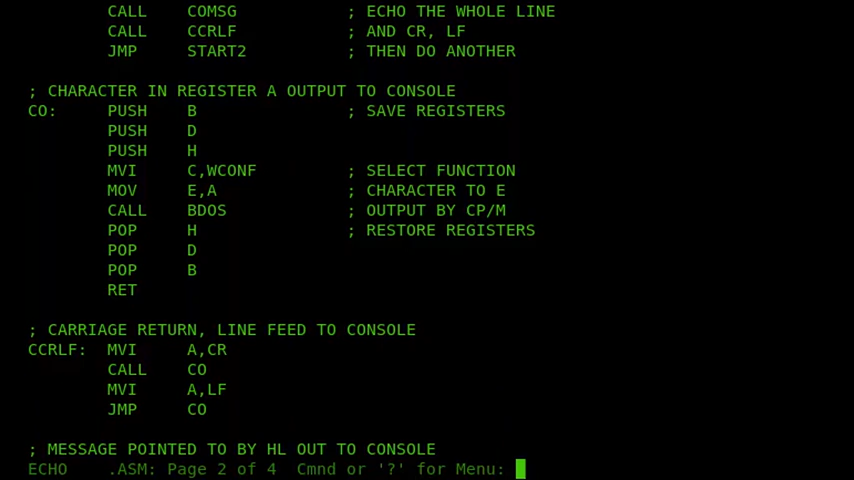 CALL COMSG ; ECHO THE WHOLE LINE
CALL CCRLF ; AND CR, LF
JMP START2 ; THEN DO ANOTHER
; CHARACTER IN REGISTER A OUTPUT TO CONSOLE
CO: PUSH B ; SAVE REGISTERS
PUSH D
PUSH H
MVI C,WCONF ; SELECT FUNCTION
MOV E,A ; CHARACTER TO E
CALL BDOS ; OUTPUT BY CP/M
POP H ; RESTORE REGISTERS
POP D
POP B
RET
; CARRIAGE RETURN, LINE FEED TO CONSOLE
CCRLF: MVI A,CR
CALL CO
MVI A,LF
JMP CO
; MESSAGE POINTED TO BY HL OUT TO CONSOLE
ECHO .ASM: Page 2 of 4 Cmnd or '?' for Menu: